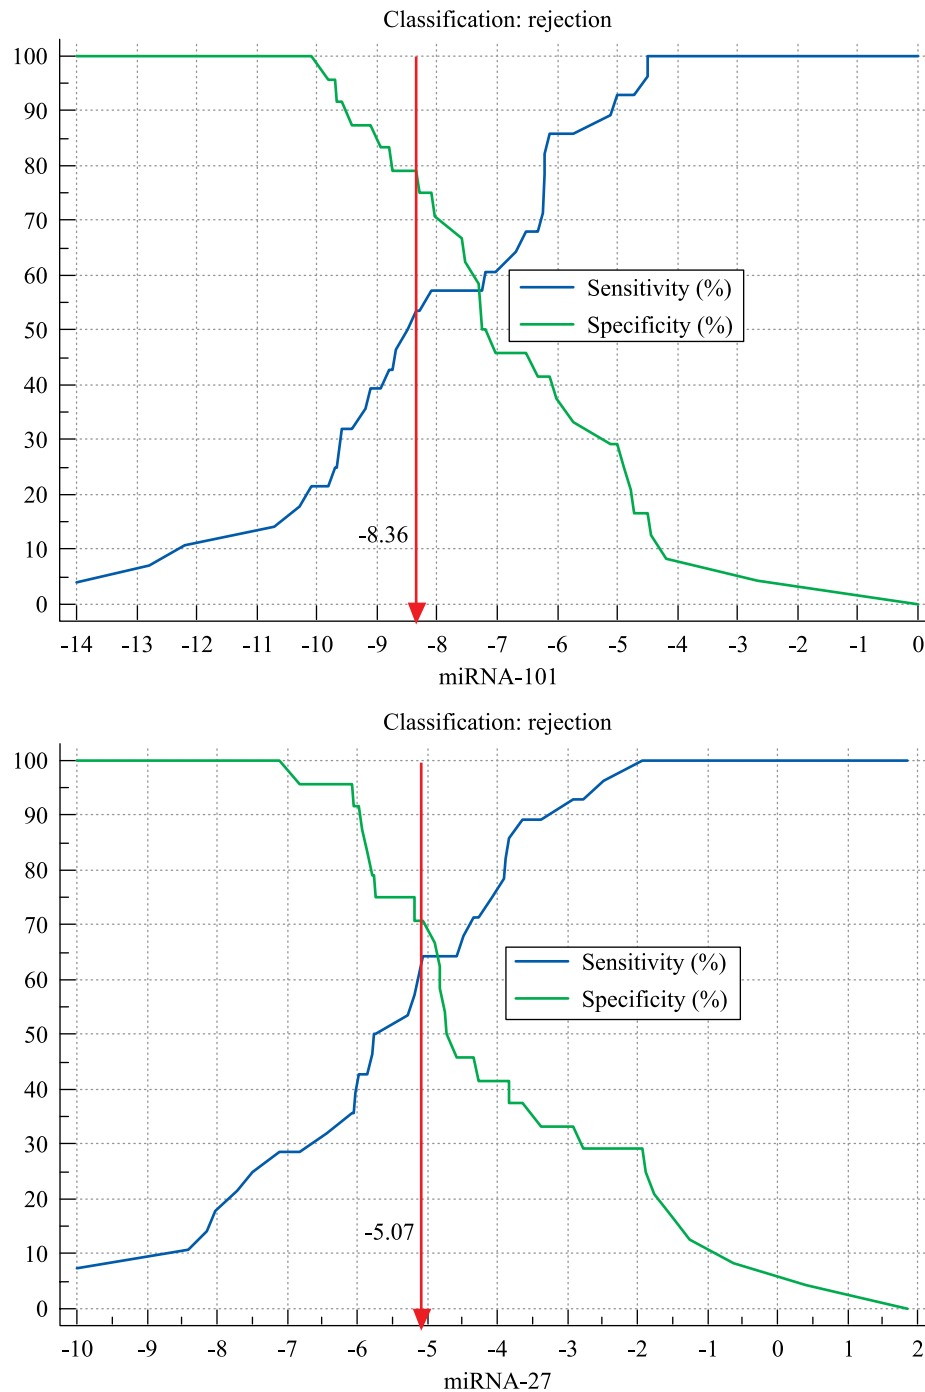 Classification: rejection
100
90
80
70
60
50
40
30
20
10
0
Sensitivity (%)
Specificity (%)
-8.36
-14 -13 -12 -11 -10 -9 -8 -7 -6 -5 -4 -3 -2 -1 0
miRNA-101
Classification: rejection
100
90
80
70
60
50
40
30
20
10
0
Sensitivity (%)
Specificity (%)
-5.07
-10 -9 -8 -7 -6 -5 -4 -3 -2 -1 0 1 2
miRNA-27